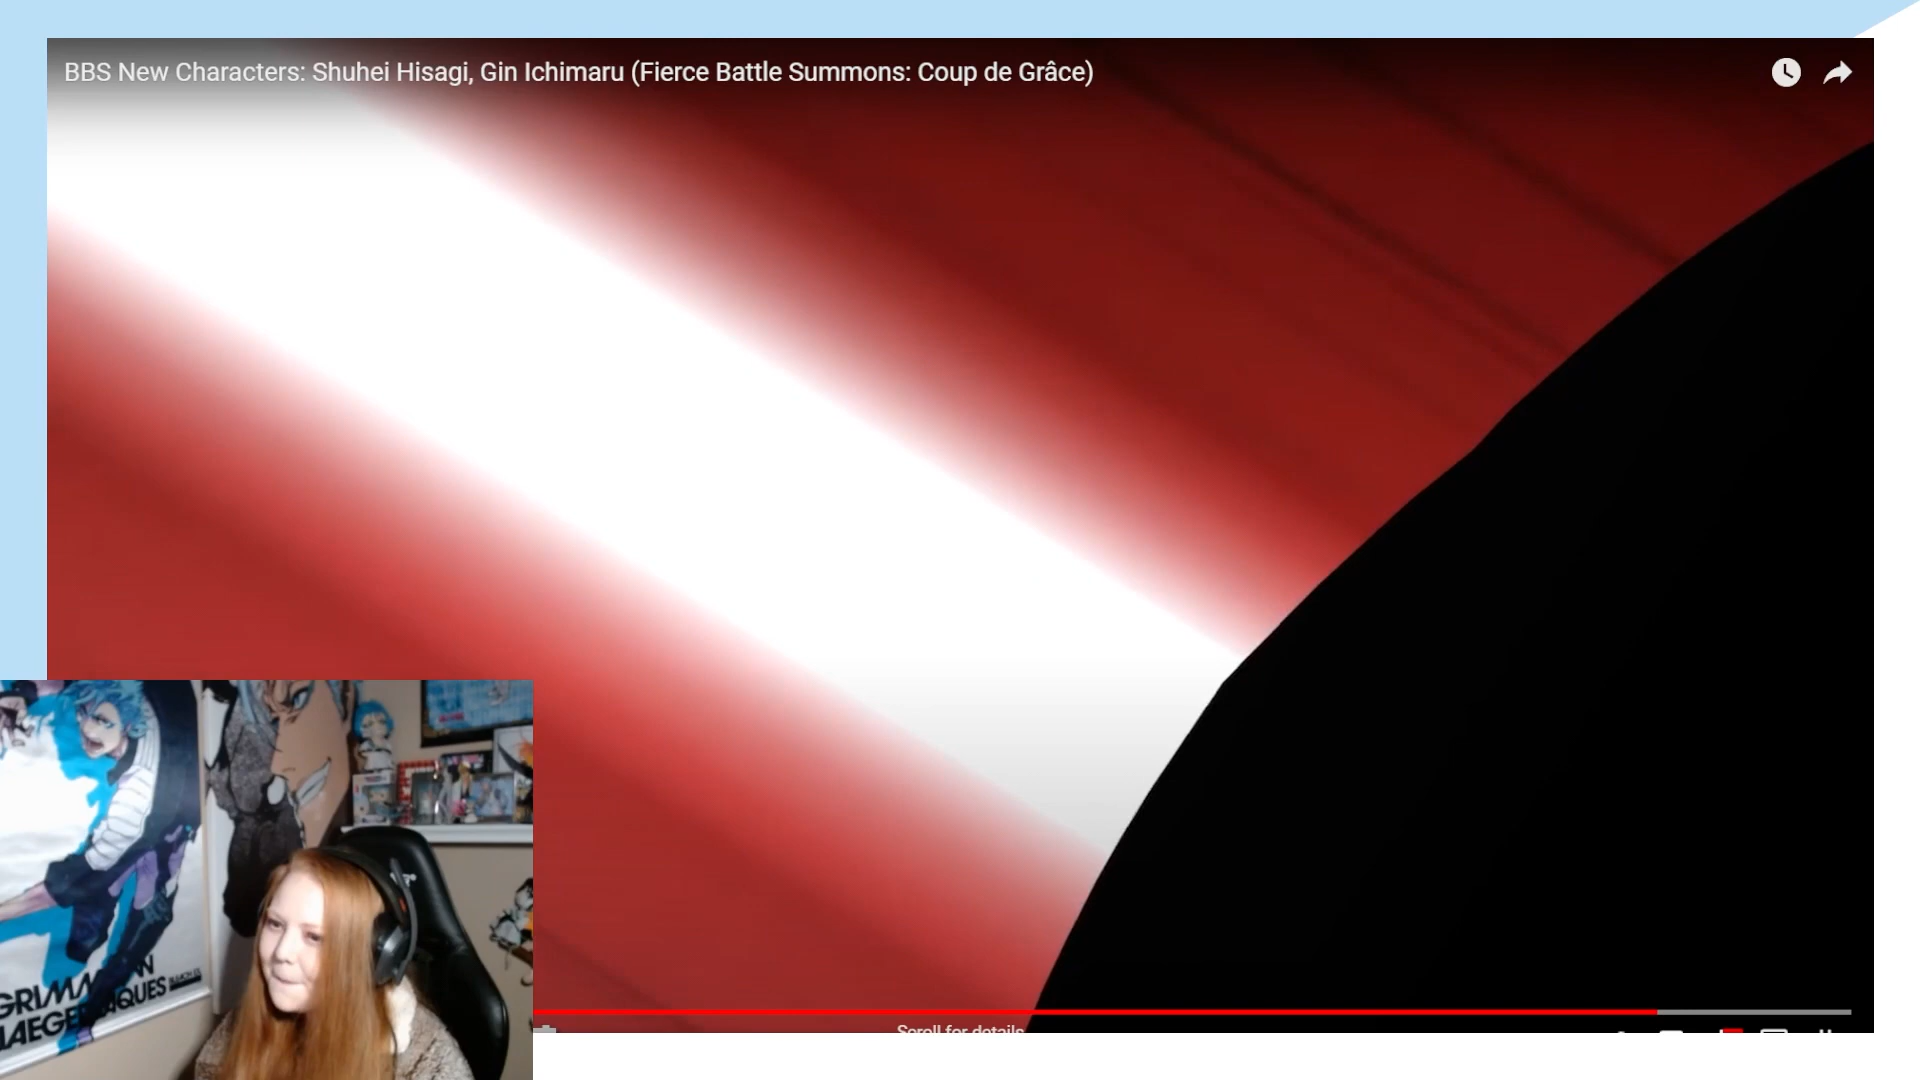 BBS New Characters: Shuhei Hisagi, Gin Ichimaru (Fierce Battle Summons: Coup de Grâce)
Scroll for details